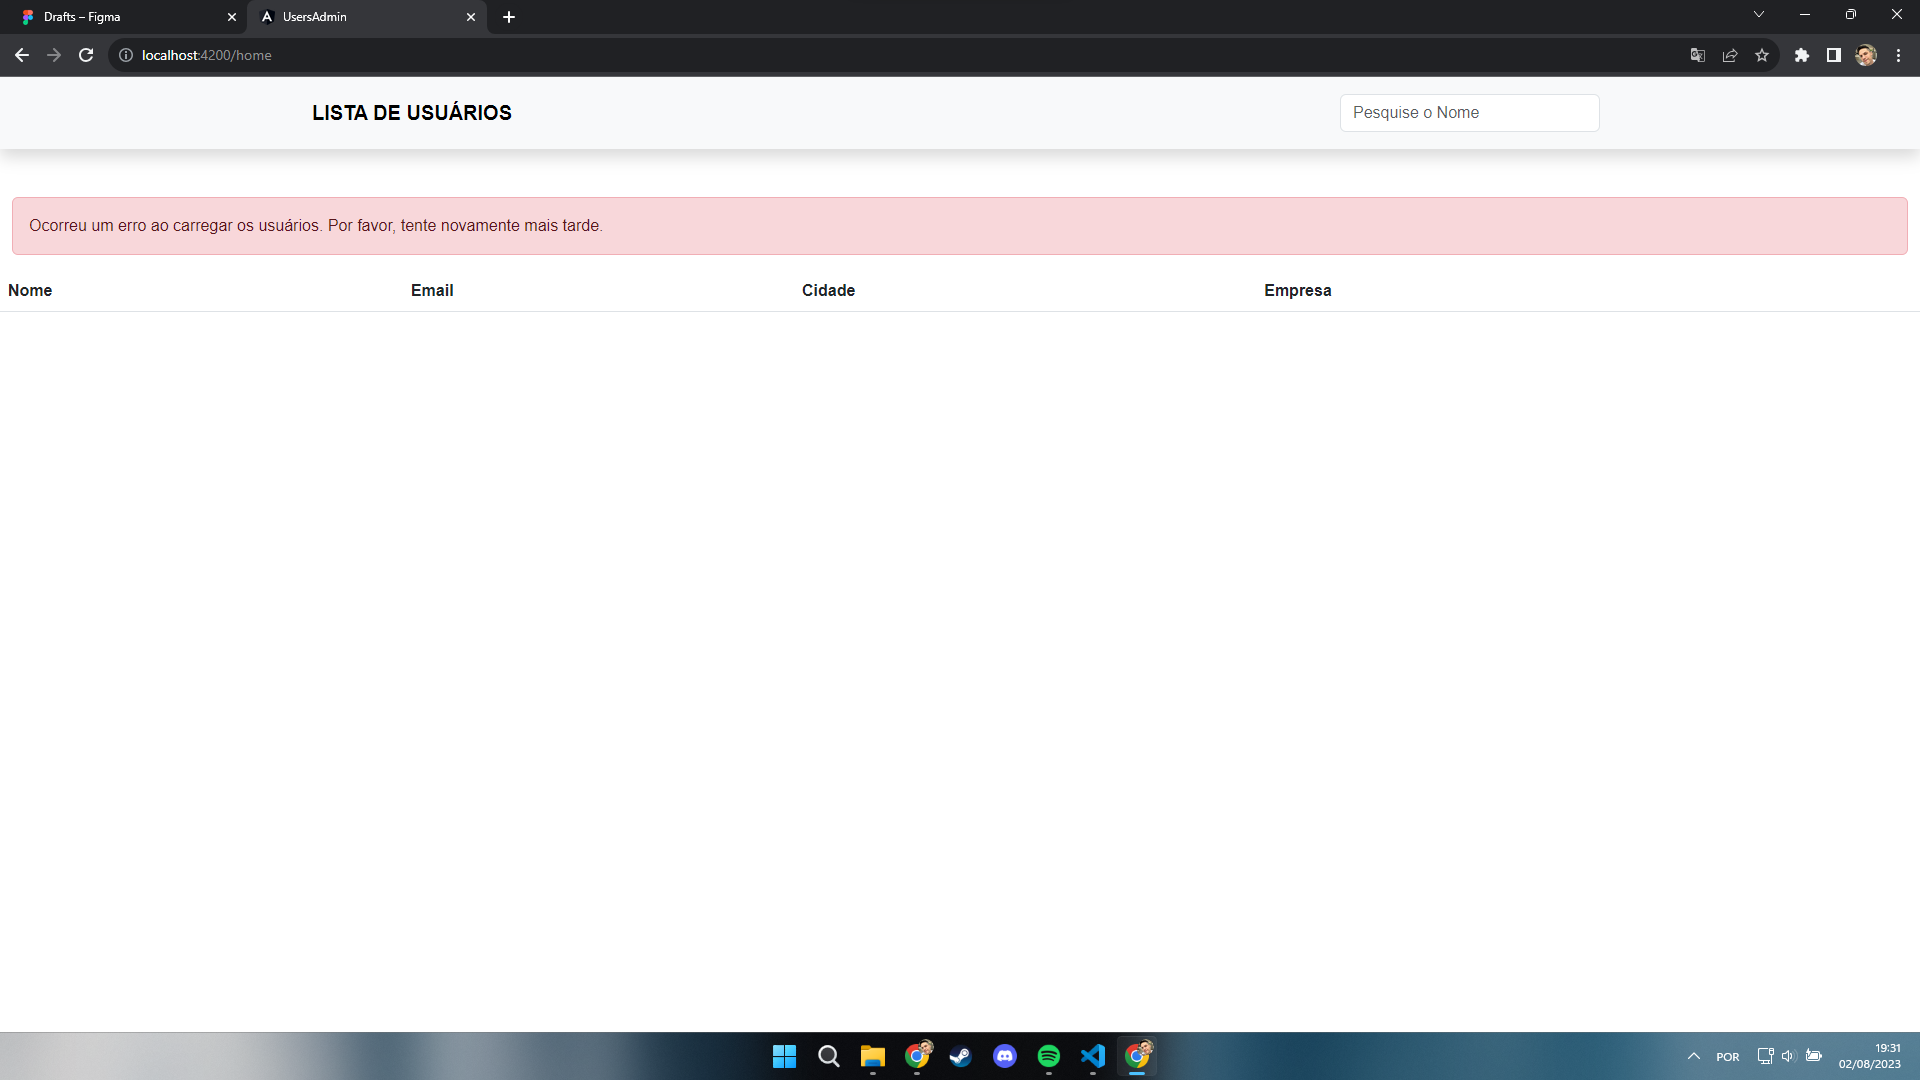 Drafts – Figma
UsersAdmin
localhost:4200/home
LISTA DE USUÁRIOS
Pesquise o Nome
Ocorreu um erro ao carregar os usuários. Por favor, tente novamente mais tarde.
Nome Email Cidade Empresa
POR
19:31
02/08/2023